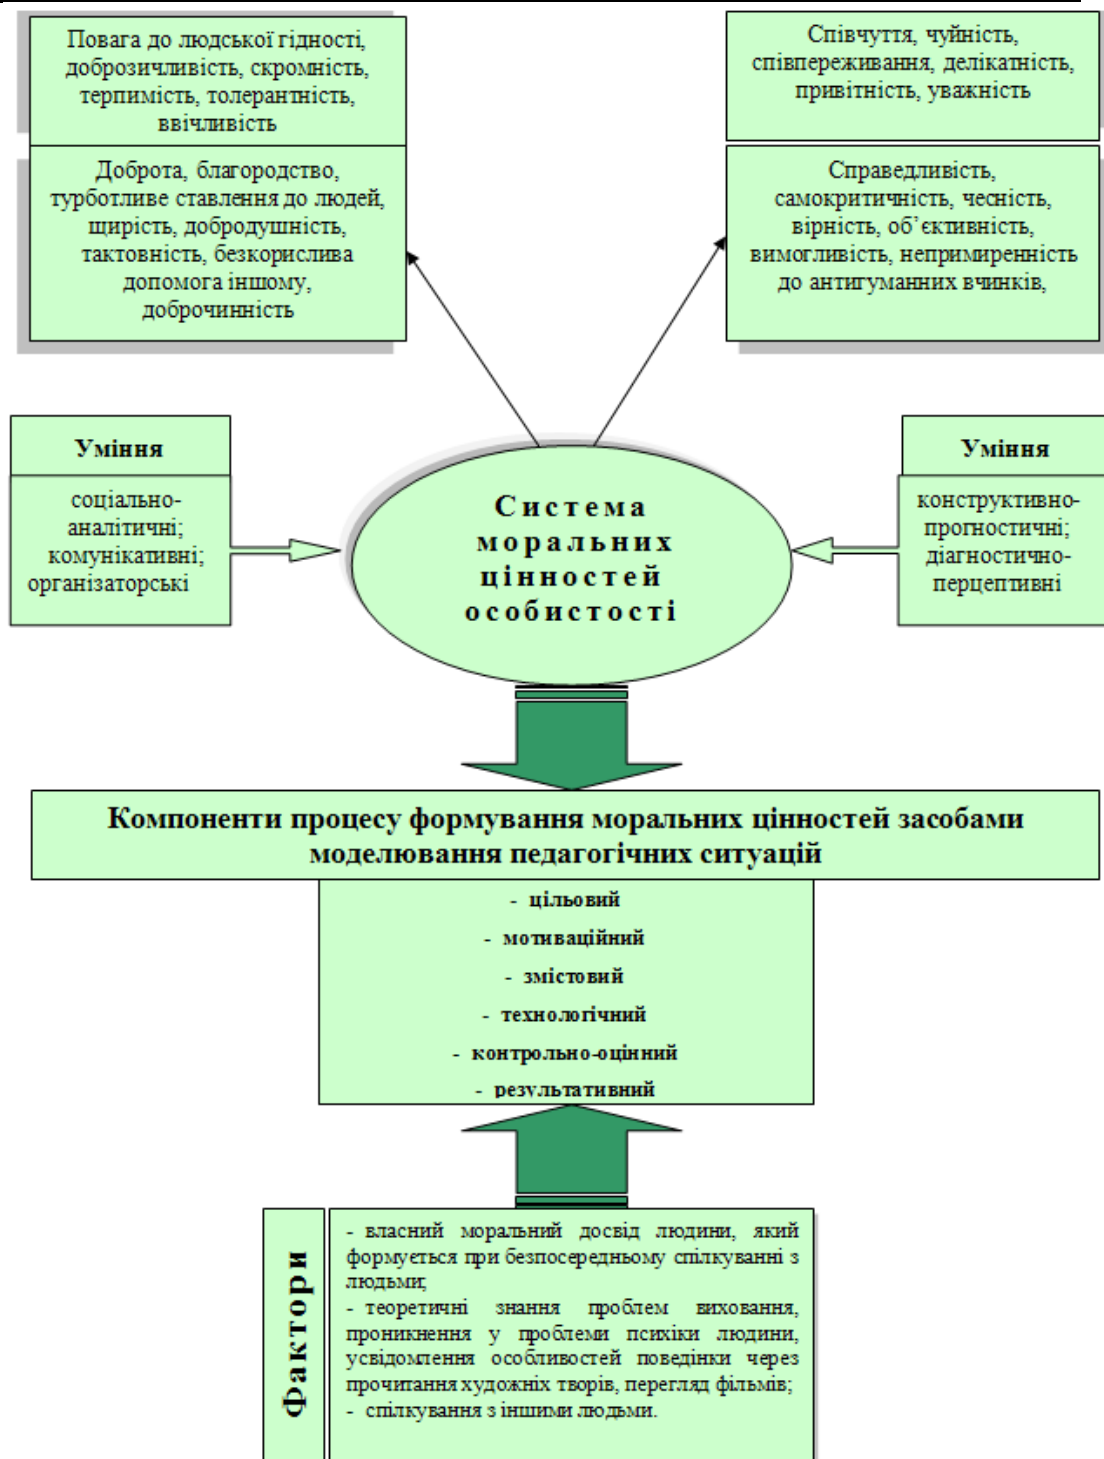 Повага до людської гідності,
доброзичливість, скромність,
терпимість, толерантність,
ввічливість
Доброта, благородство,
турботливе ставлення до людей,
щирість, добродушність,
тактовність, безкорислива
допомога іншому,
доброчинність
Співчуття, чуйність,
співпереживання, делікатність,
привітність, уважність
Справедливість,
самокритичність, чесність,
вірність, об’єктивність,
вимогливість, непримиренність
до антигуманних вчинків,
Уміння
соціально-
аналітичні;
комунікативні;
організаторські
Система
моральних
цінностей
особистості
Уміння
конструктивно-
прогностичні;
діагностично-
перцептивні
Компоненти процесу формування моральних цінностей засобами
моделювання педагогічних ситуацій
- цільовий
- мотиваційний
- змістовий
- технологічний
- контрольно-оцінний
- результативний
Фактори
- власний моральний досвід людини, який
формується при безпосередньому спілкуванні з
людьми;
- теоретичні знання проблем виховання,
проникнення у проблеми психіки людини,
усвідомлення особливостей поведінки через
прочитання художніх творів, перегляд фільмів;
- спілкування з іншими людьми.